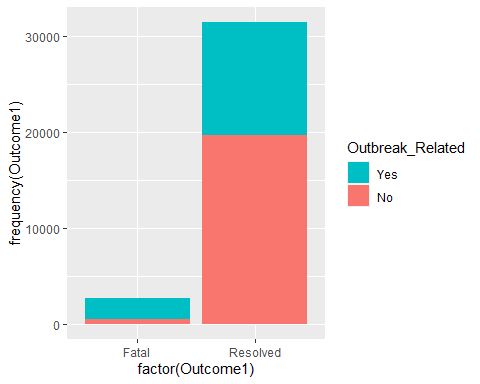 frequency(Outcome1)
30000
20000
10000
0
Fatal
Resolved
factor(Outcome1)
Outbreak_Related
Yes
No